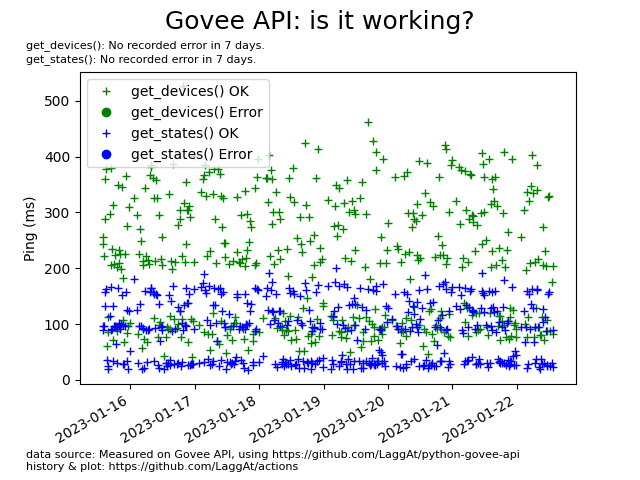 Govee API: is it working?
get_devices(): No recorded error in 7 days.
get_states(): No recorded error in 7 days.
get_devices() OK
get_devices() Error
get_states() OK
get_states() Error
Ping (ms)
500
400
300
200
100
0
2023-01-16
2023-01-17
2023-01-18
2023-01-19
2023-01-20
2023-01-21
2023-01-22
data source: Measured on Govee API, using https://github.com/LaggAt/python-govee-api
history & plot: https://github.com/LaggAt/actions